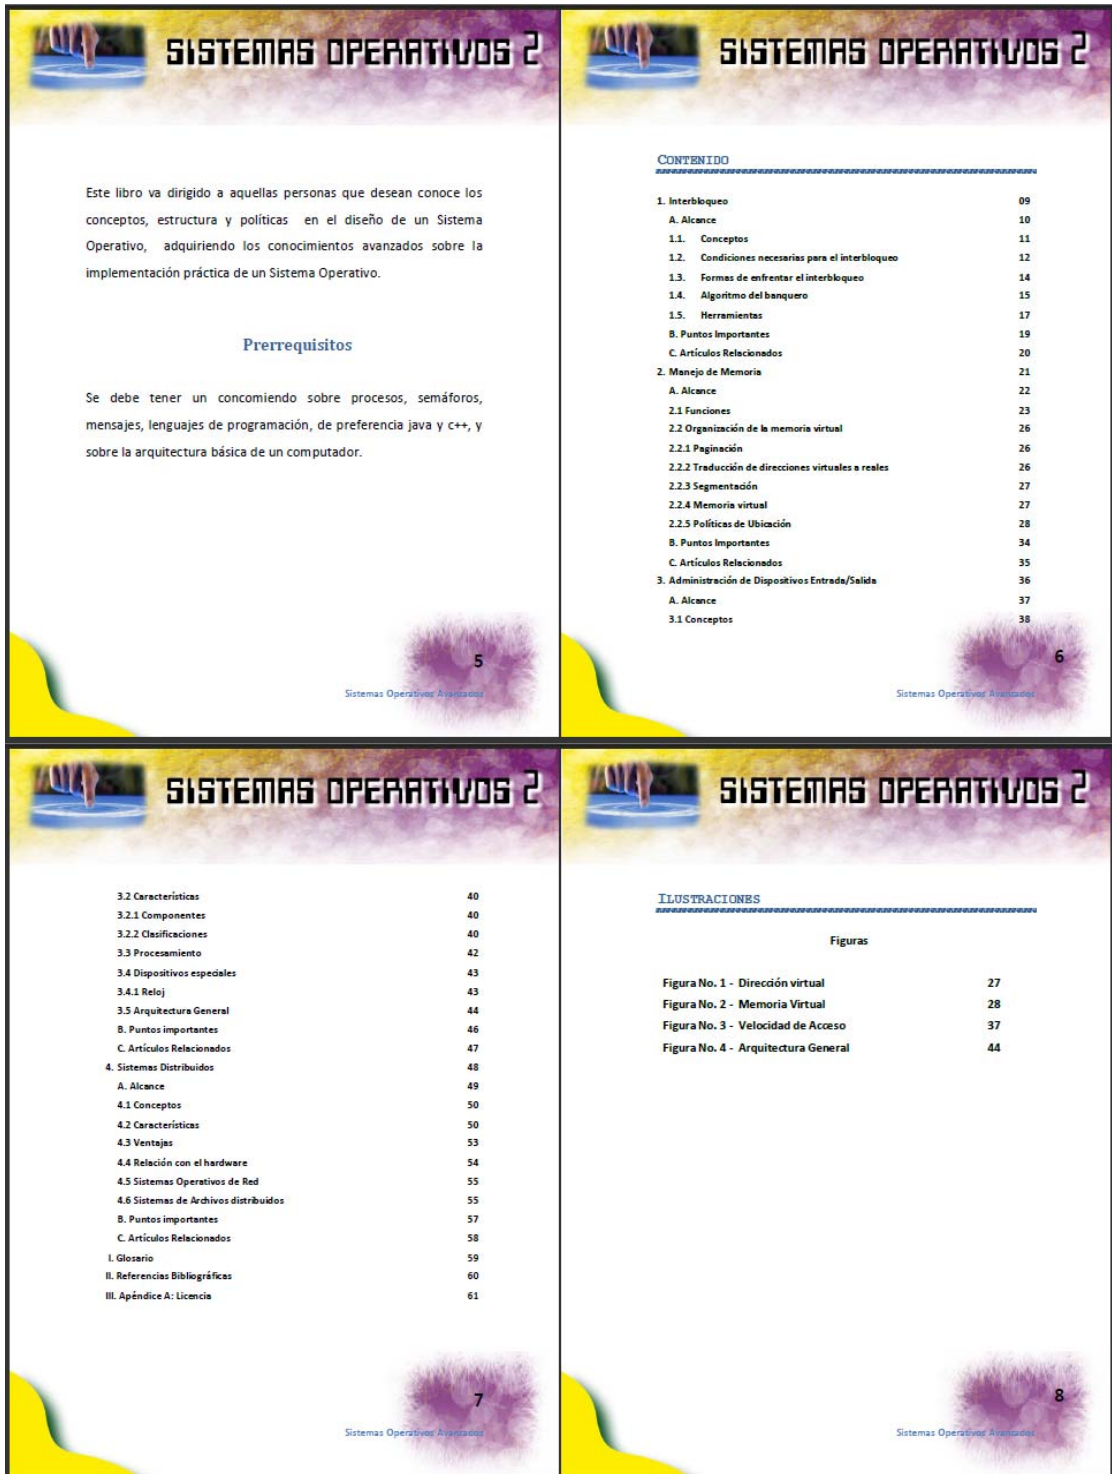 SISTEMAS OPERATIVOS 2
Este libro va dirigido a aquellas personas que desean conoce los
conceptos, estructura y políticas en el diseño de un Sistema
Operativo, adquiriendo los conocimientos avanzados sobre la
implementación práctica de un Sistema Operativo.
Prerrequisitos
Se debe tener un concomiendo sobre procesos, semáforos,
mensajes, lenguajes de programación, de preferencia java y c++, y
sobre la arquitectura básica de un computador.
5
Sistemas Operativos Avanzados
SISTEMAS OPERATIVOS 2
CONTENIDO
1. Interbloqueo 09
A. Alcance 10
1.1. Conceptos 11
1.2. Condiciones necesarias para el interbloqueo 12
1.3. Formas de enfrentar el interbloqueo 14
1.4. Algoritmo del banquero 15
1.5. Herramientas 17
B. Puntos Importantes 19
C. Artículos Relacionados 20
2. Manejo de Memoria 21
A. Alcance 22
2.1 Funciones 23
2.2 Organización de la memoria virtual 26
2.2.1 Paginación 26
2.2.2 Traducción de direcciones virtuales a reales 26
2.2.3 Segmentación 27
2.2.4 Memoria virtual 27
2.2.5 Políticas de Ubicación 28
B. Puntos Importantes 34
C. Artículos Relacionados 35
3. Administración de Dispositivos Entrada/Salida 36
A. Alcance 37
3.1 Conceptos 38
6
Sistemas Operativos Avanzados
SISTEMAS OPERATIVOS 2
3.2 Características 40
3.2.1 Componentes 40
3.2.2 Clasificaciones 40
3.3 Procesamiento 42
3.4 Dispositivos especiales 43
3.4.1 Reloj 43
3.5 Arquitectura General 44
B. Puntos importantes 46
C. Artículos Relacionados 47
4. Sistemas Distribuidos 48
A. Alcance 49
4.1 Conceptos 50
4.2 Características 50
4.3 Ventajas 53
4.4 Relación con el hardware 54
4.5 Sistemas Operativos de Red 55
4.6 Sistemas de Archivos distribuidos 55
B. Puntos importantes 57
C. Artículos Relacionados 58
I. Glosario 59
II. Referencias Bibliográficas 60
III. Apéndice A: Licencia 61
7
Sistemas Operativos Avanzados
SISTEMAS OPERATIVOS 2
ILUSTRACIONES
Figuras
Figura No. 1 - Dirección virtual 27
Figura No. 2 - Memoria Virtual 28
Figura No. 3 - Velocidad de Acceso 37
Figura No. 4 - Arquitectura General 44
8
Sistemas Operativos Avanzados